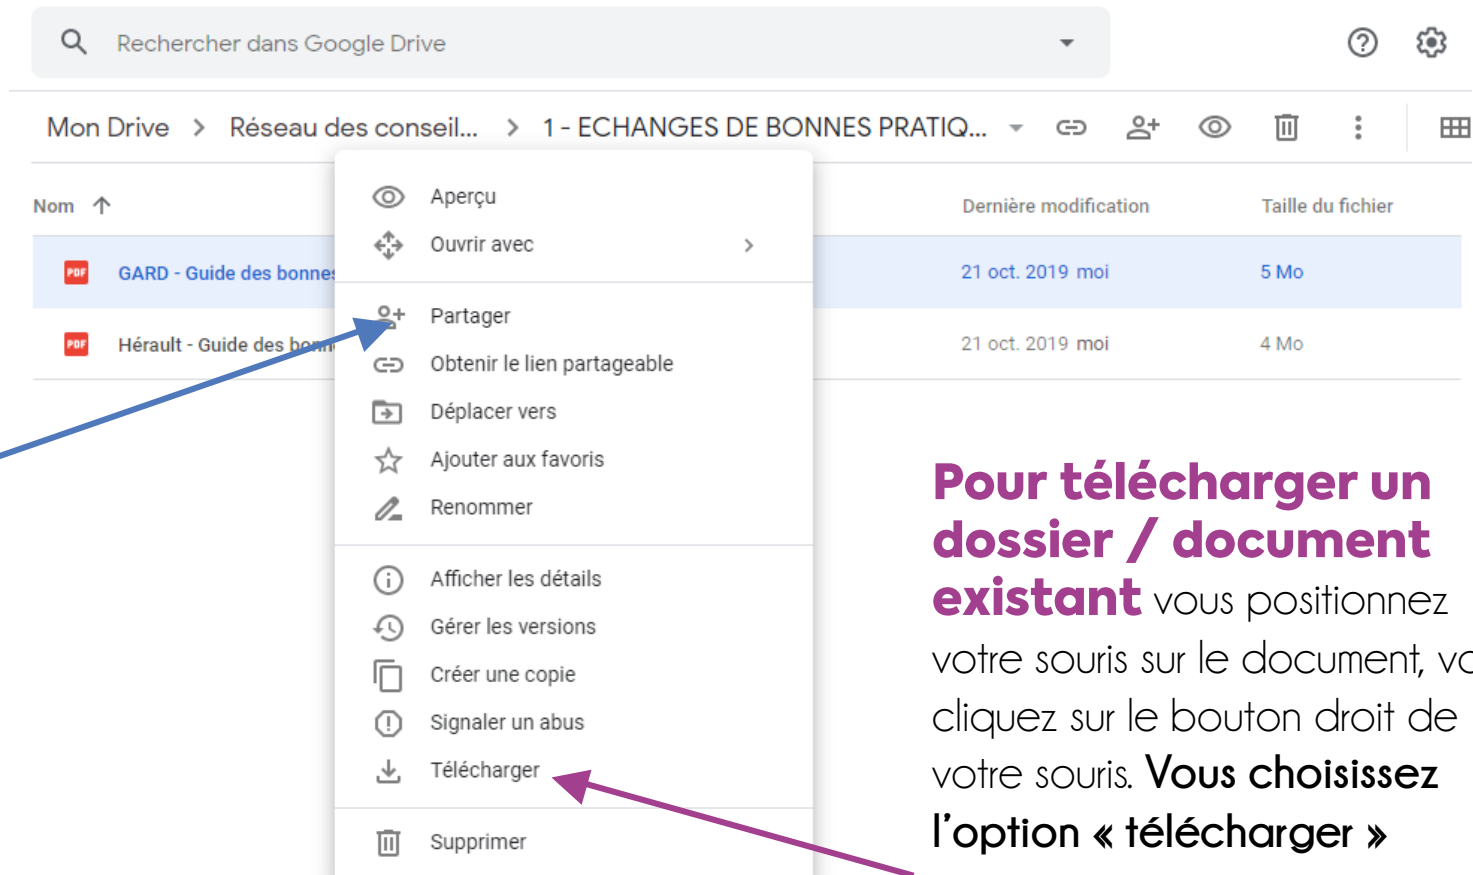 Rechercher dans Google Drive
Mon Drive > Réseau des conseil... > 1 - ECHANGES DE BONNES PRATIQ...
Nom
Dernière modification
Taille du fichier
PDF GARD - Guide des bonnes
21 oct. 2019 moi
5 Mo
PDF Hérault - Guide des
21 oct. 2019 moi
4 Mo
Aperçu
Ouvrir avec
Partager
Obtenir le lien partageable
Déplacer vers
Ajouter aux favoris
Renommer
Afficher les détails
Gérer les versions
Créer une copie
Signaler un abus
Télécharger
Supprimer
Pour télécharger un
dossier / document
existant vous positionnez
votre souris sur le document,
cliquez sur le bouton droit de
votre souris. Vous choisissez
l'option « télécharger »